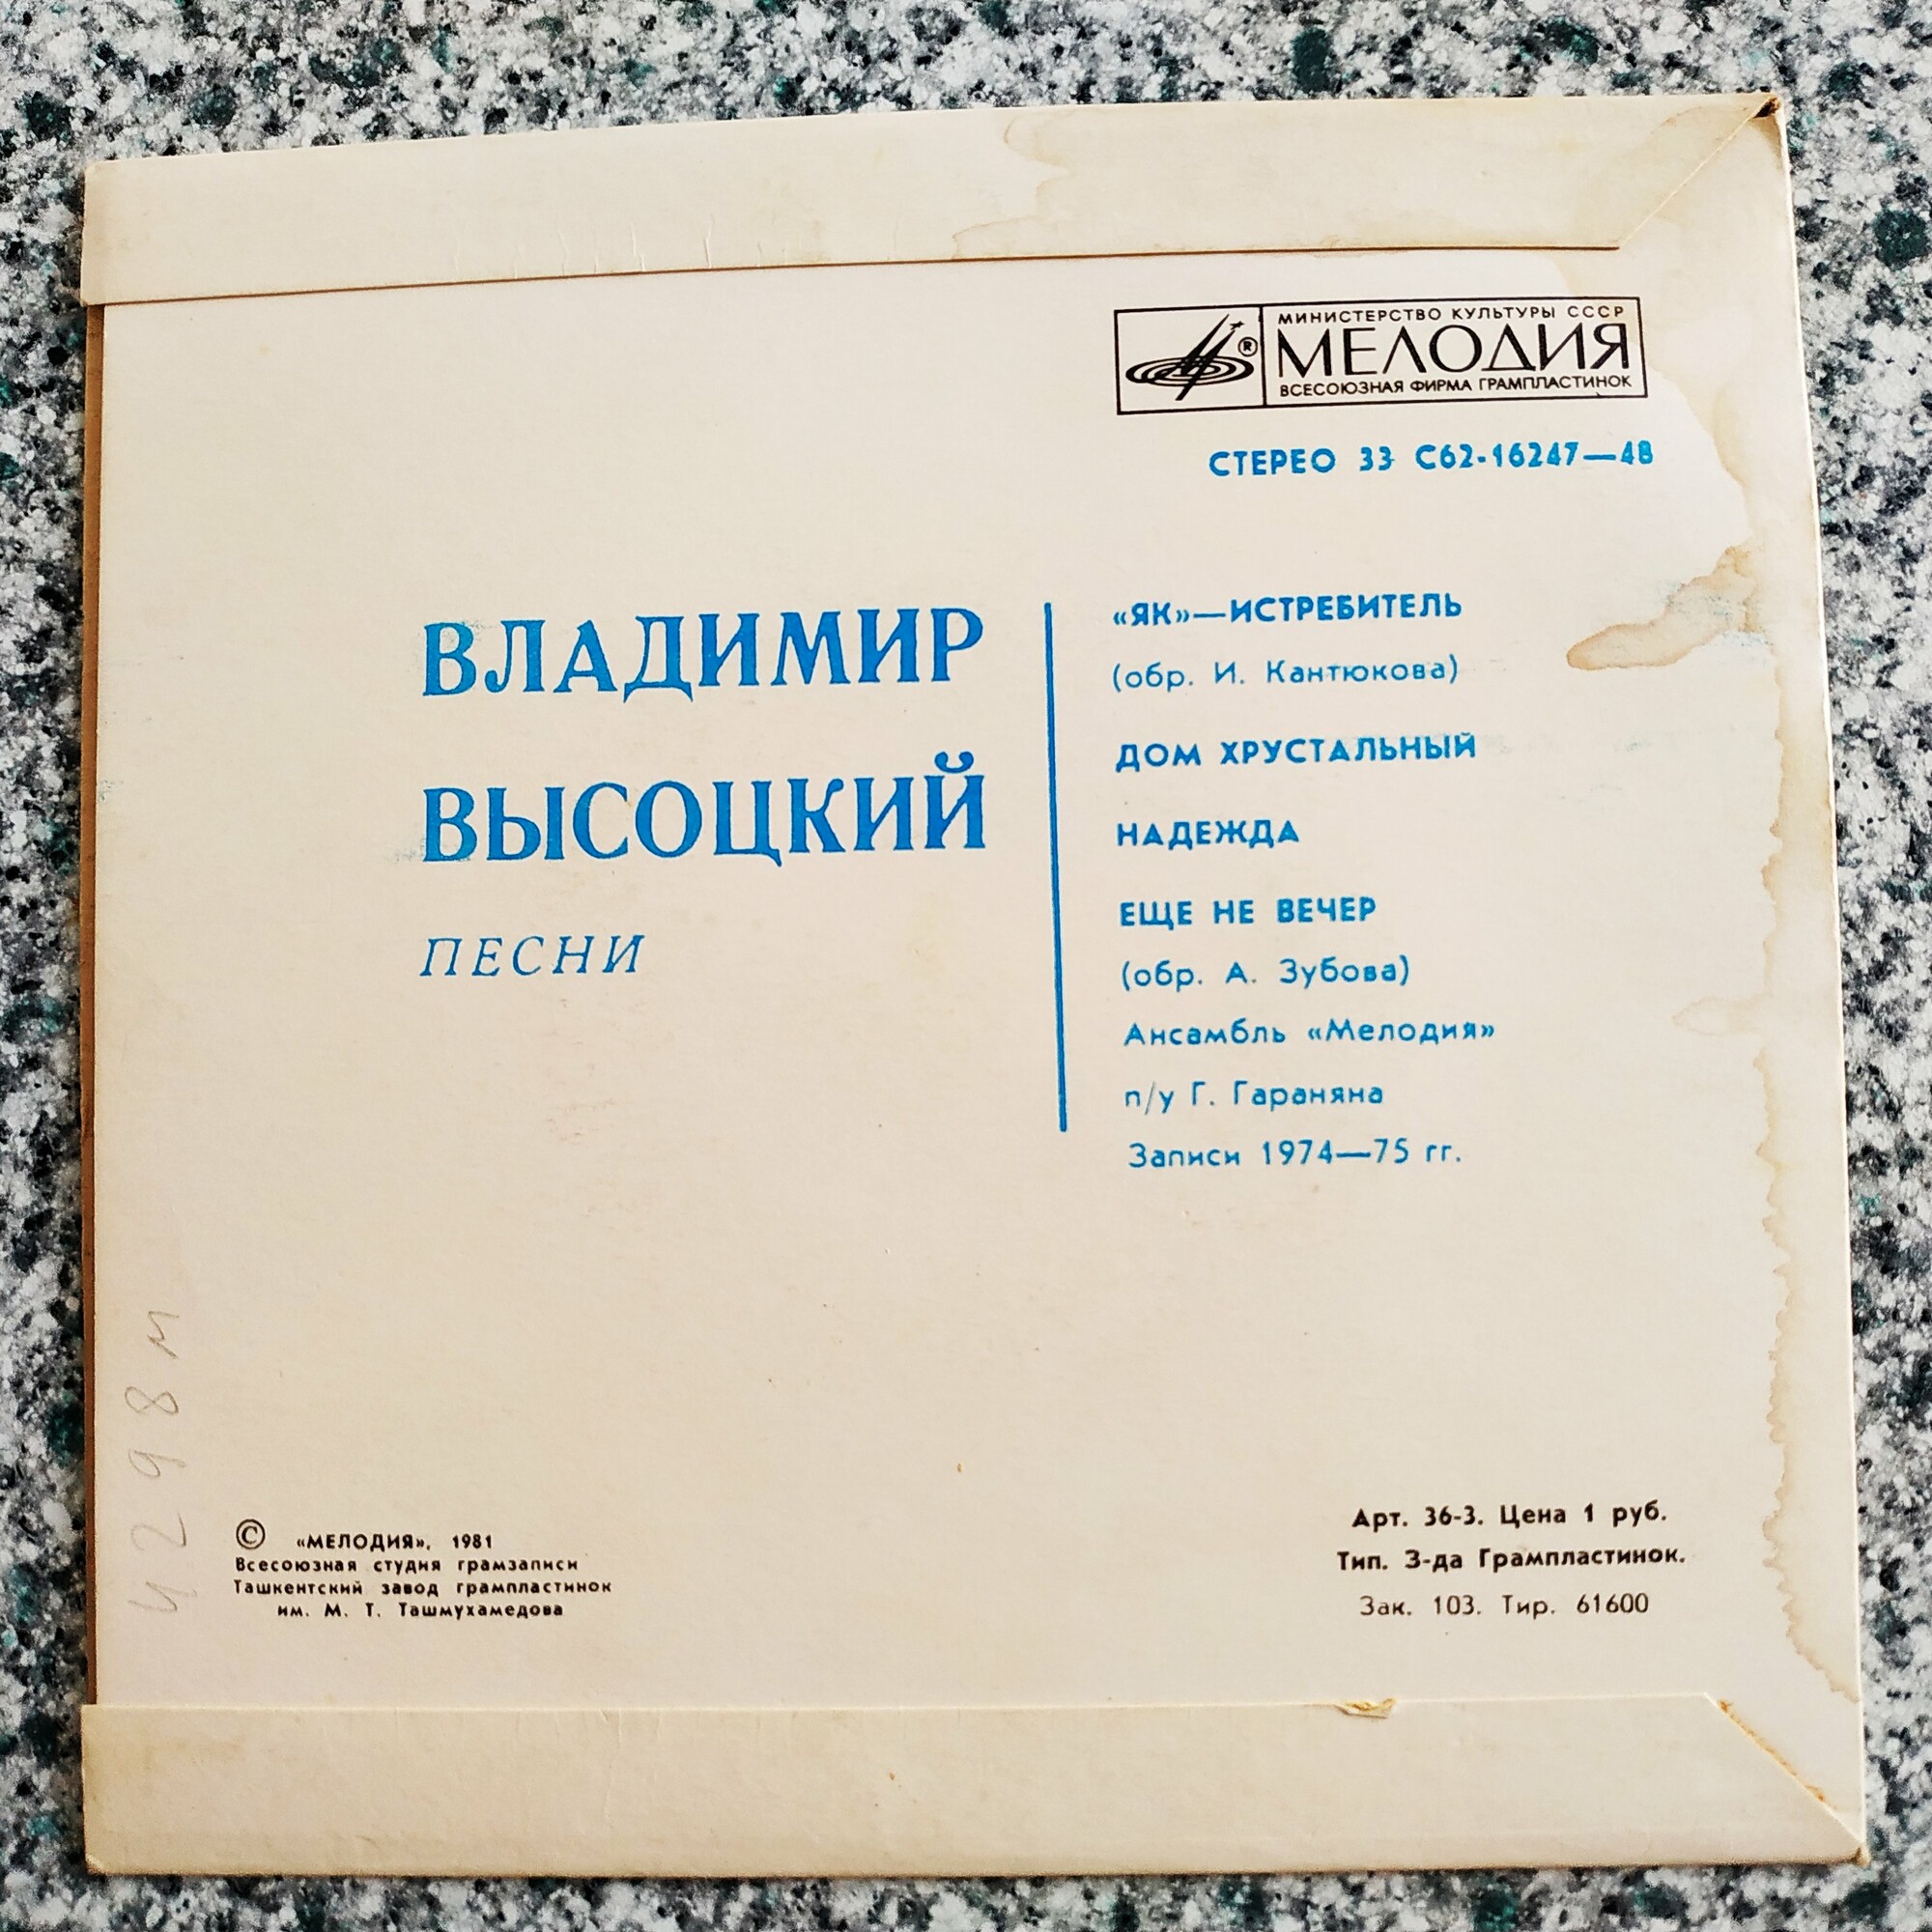 МИНИСТЕРСТВО КУЛЬТУРЫ СССР
® МЕЛОДИЯ
ВСЕСОЮЗНАЯ ФИРМА ГРАМПЛАСТИНОК
СТЕРЕО 33 С62-16247—48
ВЛАДИМИР
ВЫСОЦКИЙ
ПЕСНИ
«ЯК»—ИСТРЕБИТЕЛЬ
(обр. И. Кантюкова)
ДОМ ХРУСТАЛЬНЫЙ
НАДЕЖДА
ЕЩЕ НЕ ВЕЧЕР
(обр. А. Зубова)
Ансамбль «Мелодия»
п/у Г. Гараняна
Записи 1974—75 гг.
4298м
© «МЕЛОДИЯ», 1981
Всесоюзная студия грамзаписи
Ташкентский завод грампластинок
им. М. Т. Ташмухамедова
Арт. 36-3. Цена 1 руб.
Тип. З-да Грампластинок.
Зак. 103. Тир. 61600